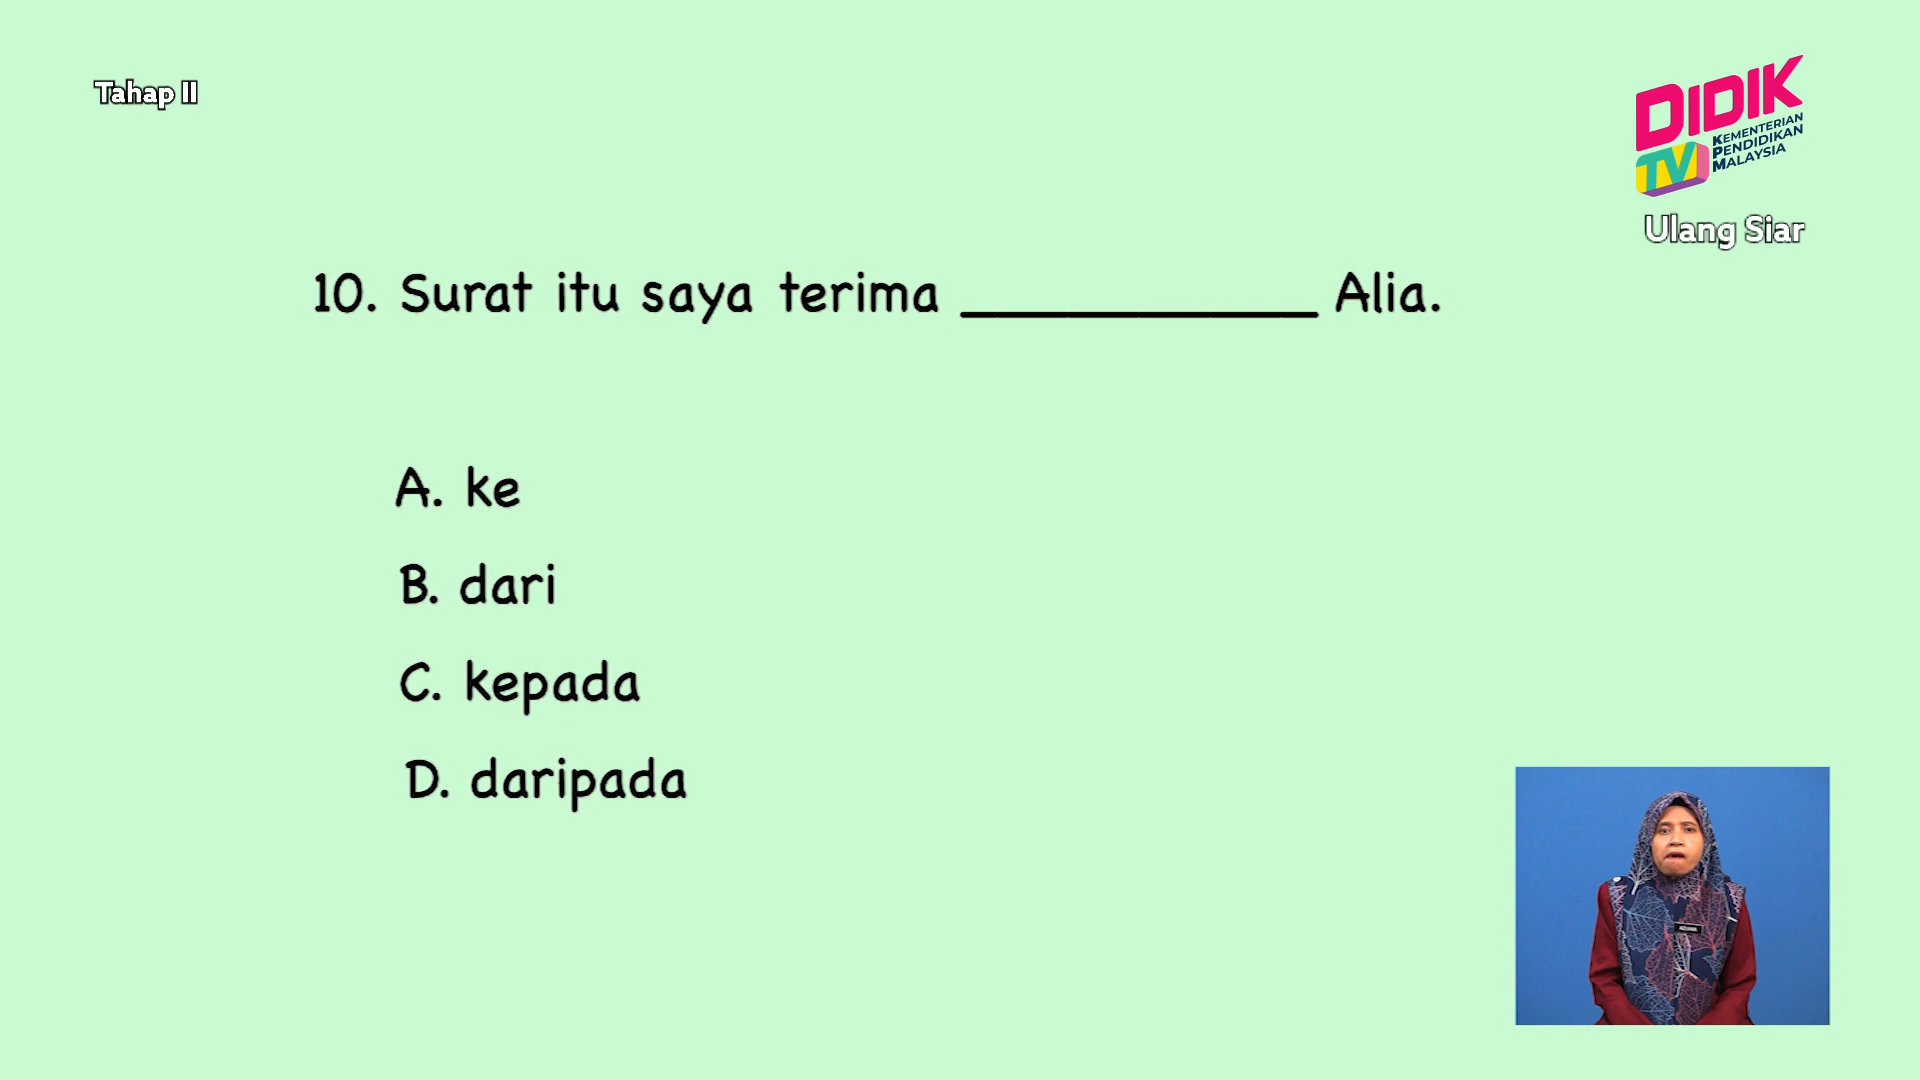 Tahap II
DIDIK
TV
KEMENTERIAN
PENDIDIKAN
MALAYSIA
Ulang Siar
10. Surat itu saya terima __________ Alia.
A. ke
B. dari
C. kepada
D. daripada